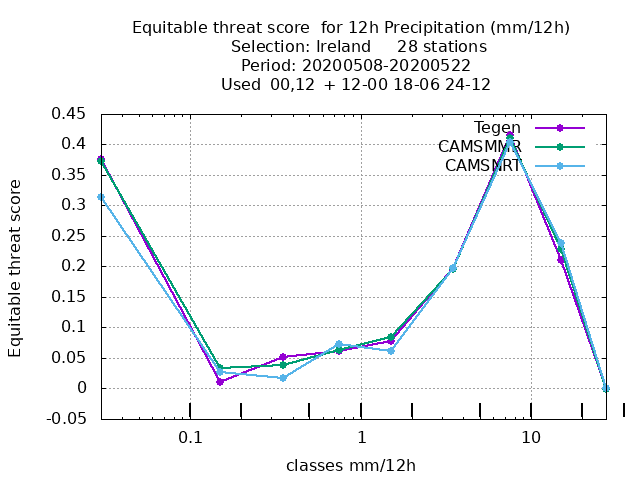 Equitable threat score  for 12h Precipitation (mm/12h)
Selection: Ireland     28 stations
Period: 20200508-20200522
Used  00,12  + 12-00 18-06 24-12
Equitable threat score
0.45
0.4
0.35
0.3
0.25
0.2
0.15
0.1
0.05
0
-0.05
Tegen
CAMSMMR
CAMSNRT
0.1
1
10
classes mm/12h